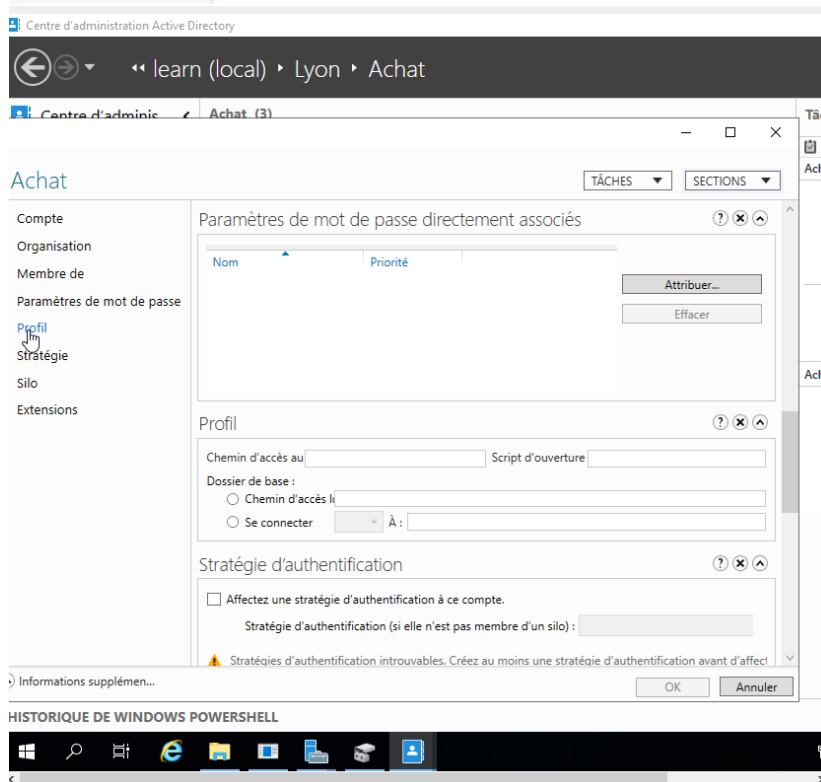 Centre d'administration Active Directory
learn (local) ‣ Lyon ‣ Achat
Centre d'adminis
Achat (3)
Tâ
Achat
TÂCHES
SECTIONS
Ach
Compte
Organisation
Membre de
Paramètres de mot de passe
Profil
Stratégie
Silo
Extensions
Paramètres de mot de passe directement associés
Nom
Priorité
Attribuer...
Effacer
Ach
Profil
Chemin d'accès au
Script d'ouverture
Dossier de base :
Chemin d'accès l
Se connecter
À :
Stratégie d'authentification
Affectez une stratégie d'authentification à ce compte.
Stratégie d'authentification (si elle n'est pas membre d'un silo) :
Stratégies d'authentification introuvables. Créez au moins une stratégie d'authentification avant d'affect
Informations supplémen...
OK
Annuler
HISTORIQUE DE WINDOWS POWERSHELL